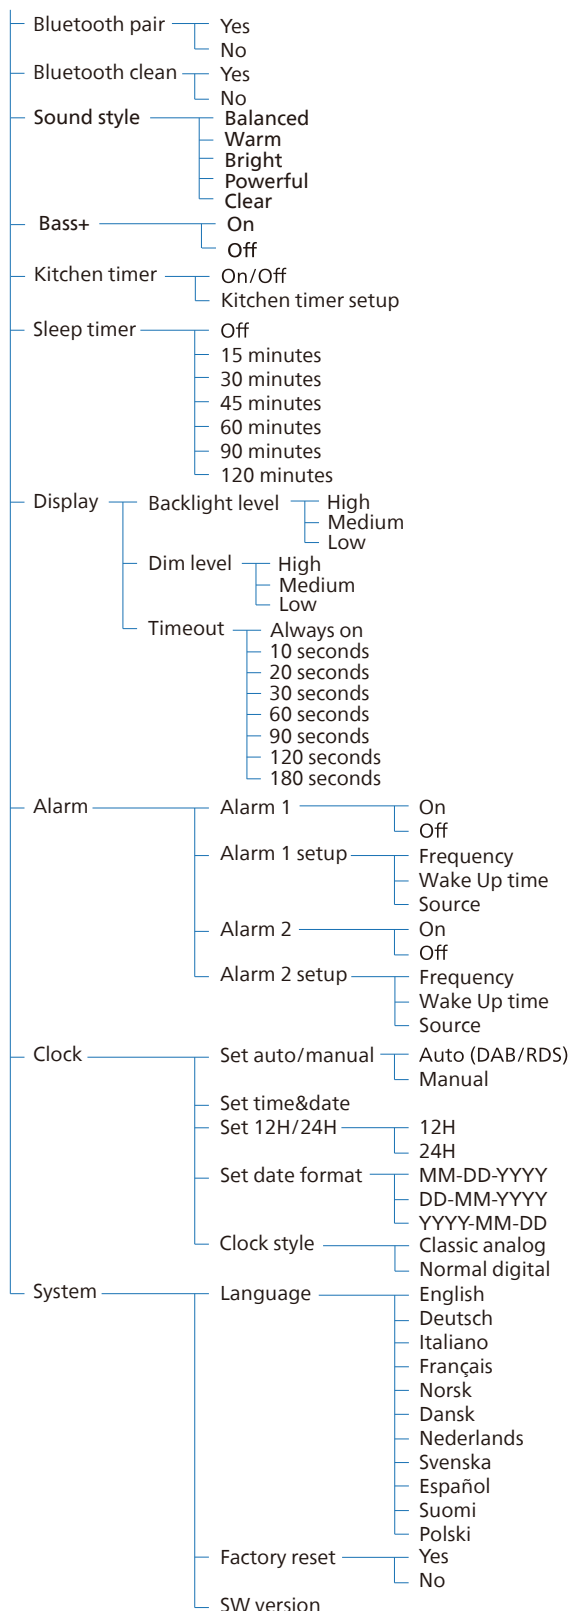 Bluetooth pair Yes
No
Bluetooth clean Yes
No
Sound style Balanced
Warm
Bright
Powerful
Clear
Bass+ On
Off
Kitchen timer On/Off
Kitchen timer setup
Sleep timer Off
15 minutes
30 minutes
45 minutes
60 minutes
90 minutes
120 minutes
Display Backlight level High
Medium
Low
Dim level High
Medium
Low
Timeout Always on
10 seconds
20 seconds
30 seconds
60 seconds
90 seconds
120 seconds
180 seconds
Alarm Alarm 1 On
Off
Alarm 1 setup Frequency
Wake Up time
Source
Alarm 2 On
Off
Alarm 2 setup Frequency
Wake Up time
Source
Clock Set auto/manual Auto (DAB/RDS)
Manual
Set time&date
Set 12H/24H 12H
24H
Set date format MM-DD-YYYY
DD-MM-YYYY
YYYY-MM-DD
Clock style Classic analog
Normal digital
System Language English
Deutsch
Italiano
Français
Norsk
Dansk
Nederlands
Svenska
Español
Suomi
Polski
Factory reset Yes
No
SW version